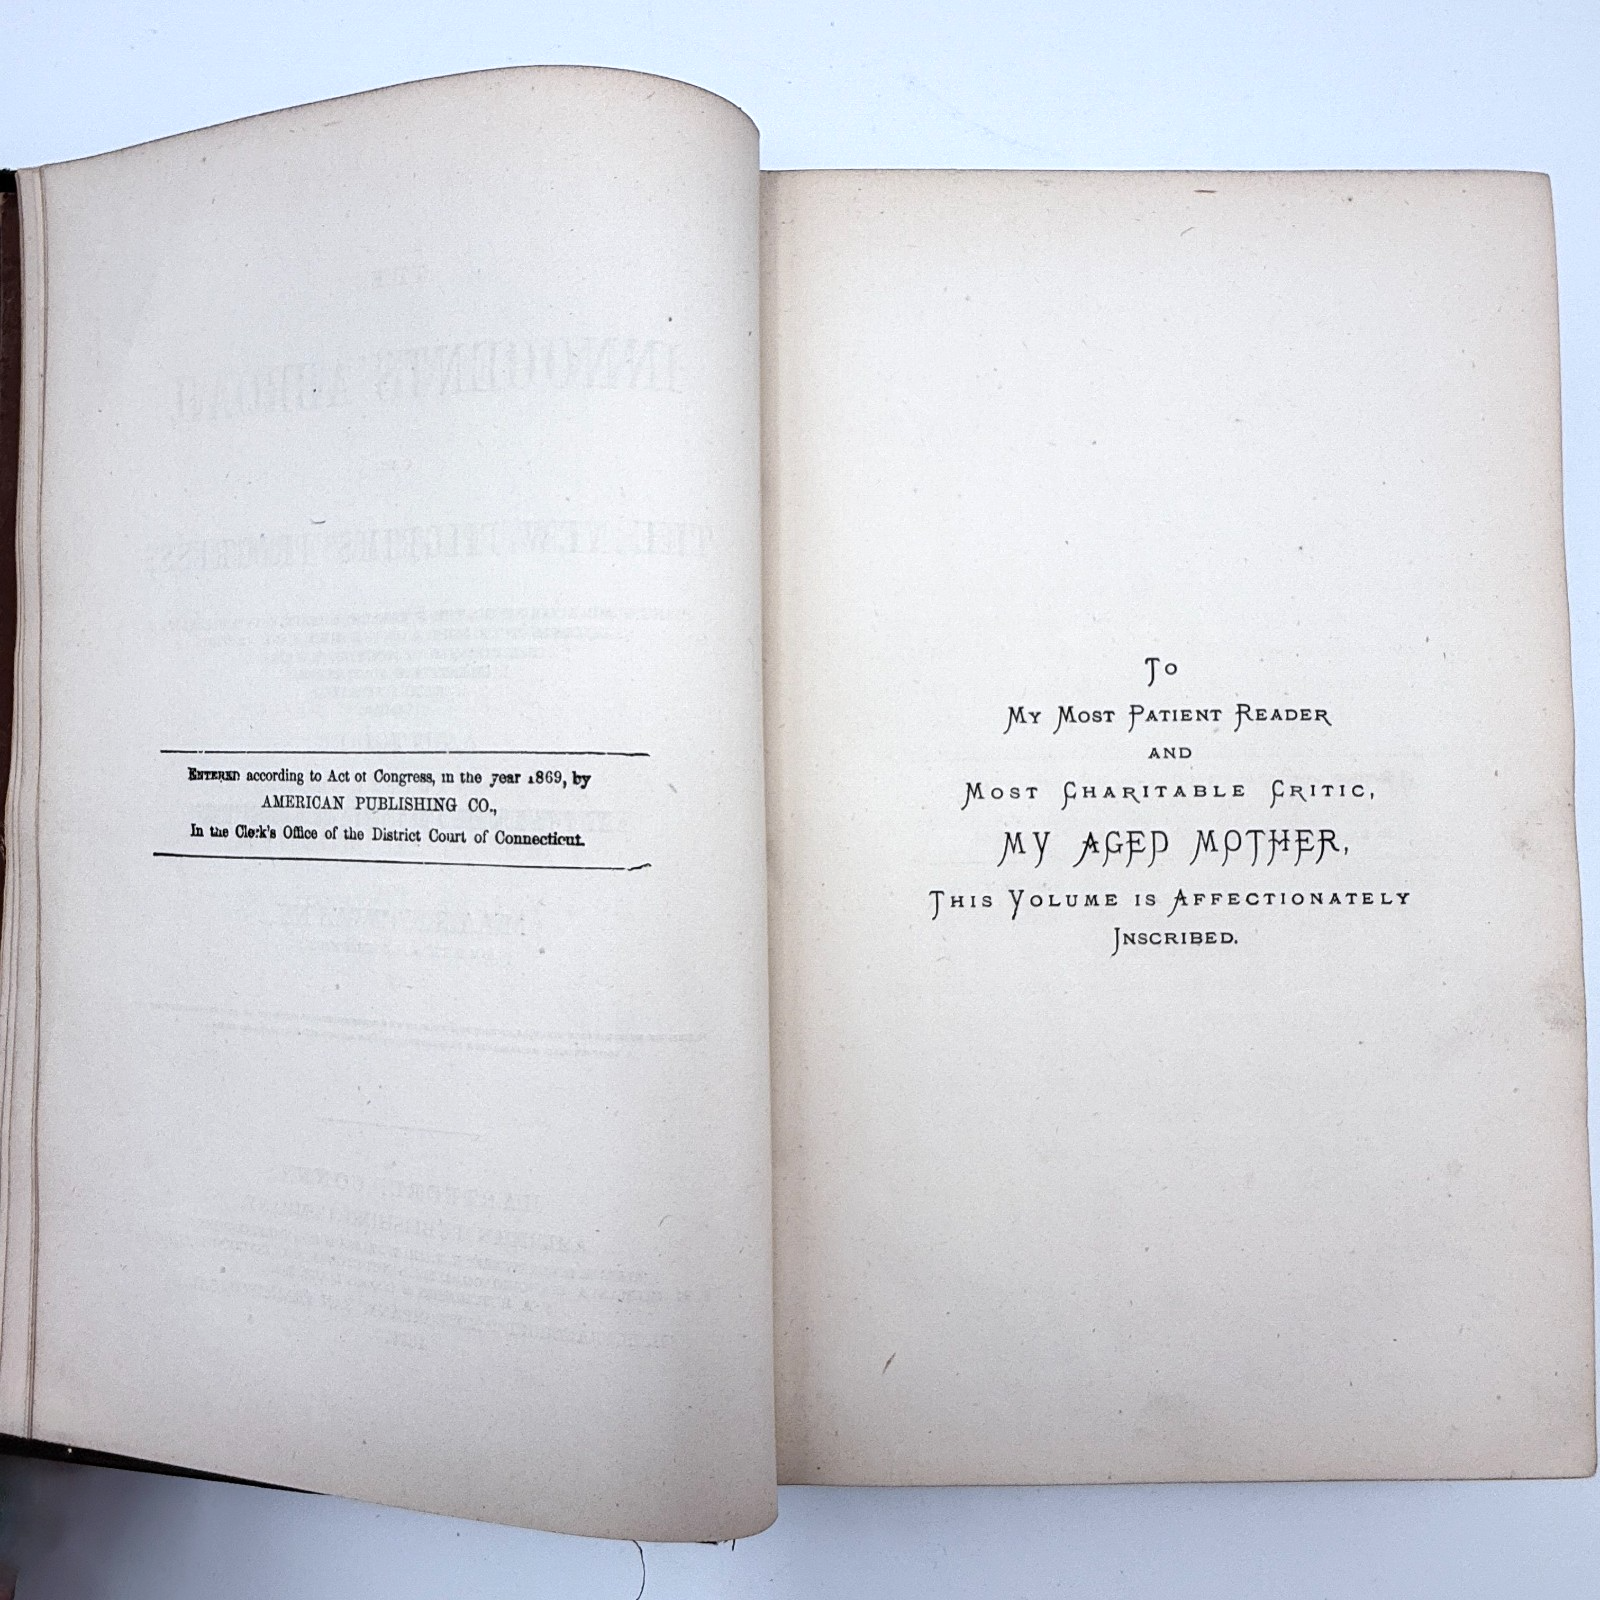 ENTERED according to Act of Congress, in the year 1869, by
AMERICAN PUBLISHING CO.,
In the Clerk's Office of the District Court of Connecticut.
TO
MY MOST PATIENT READER
AND
MOST CHARITABLE CRITIC,
MY AGED MOTHER,
THIS VOLUME IS AFFECTIONATELY
INSCRIBED.